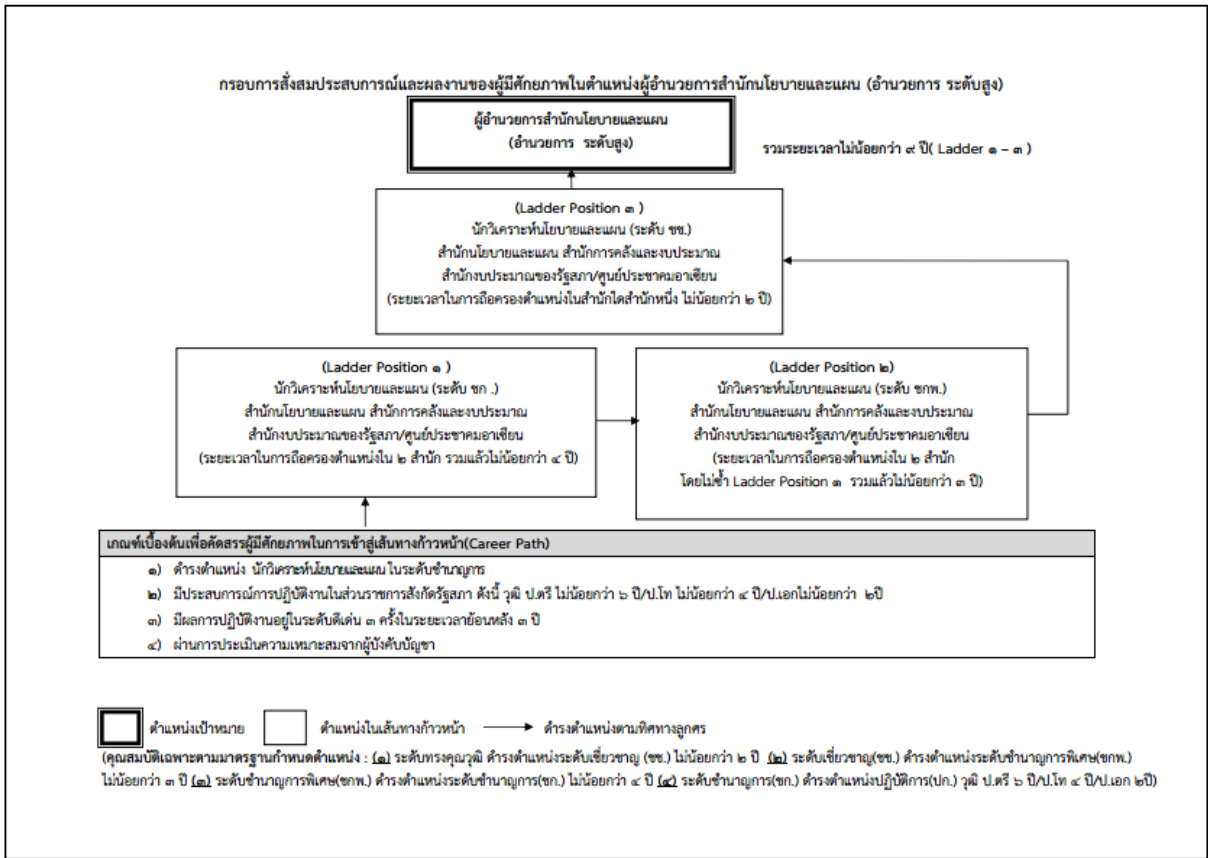 กรอบการสั่งสมประสบการณ์และผลงานของผู้มีศักยภาพในตำแหน่งผู้อำนวยการสำนักนโยบายและแผน (อำนวยการ ระดับสูง)
ผู้อำนวยการสำนักนโยบายและแผน
(อำนวยการ ระดับสูง)
รวมระยะเวลาไม่น้อยกว่า ๙ ปี( Ladder ๑ – ๓ )
(Ladder Position ๓ )
นักวิเคราะห์นโยบายและแผน (ระดับ ชช.)
สำนักนโยบายและแผน สำนักการคลังและงบประมาณ
สำนักงบประมาณของรัฐสภา/ศูนย์ประชาคมอาเซียน
(ระยะเวลาในการถือครองตำแหน่งในสำนักใดสำนักหนึ่ง ไม่น้อยกว่า ๒ ปี)
(Ladder Position ๑ )
นักวิเคราะห์นโยบายและแผน (ระดับ ชก .)
สำนักนโยบายและแผน สำนักการคลังและงบประมาณ
สำนักงบประมาณของรัฐสภา/ศูนย์ประชาคมอาเซียน
(ระยะเวลาในการถือครองตำแหน่งใน ๒ สำนัก รวมแล้วไม่น้อยกว่า ๔ ปี)
(Ladder Position ๒)
นักวิเคราะห์นโยบายและแผน (ระดับ ชกพ.)
สำนักนโยบายและแผน สำนักการคลังและงบประมาณ
สำนักงบประมาณของรัฐสภา/ศูนย์ประชาคมอาเซียน
(ระยะเวลาในการถือครองตำแหน่งใน ๒ สำนัก
โดยไม่ซ้ำ Ladder Position ๑ รวมแล้วไม่น้อยกว่า ๓ ปี)
เกณฑ์เบื้องต้นเพื่อคัดสรรผู้มีศักยภาพในการเข้าสู่เส้นทางก้าวหน้า(Career Path)
๑) ดำรงตำแหน่ง นักวิเคราะห์นโยบายและแผน ในระดับชำนาญการ
๒) มีประสบการณ์การปฏิบัติงานในส่วนราชการสังกัดรัฐสภา ดังนี้ วุฒิ ป.ตรี ไม่น้อยกว่า ๖ ปี/ป.โท ไม่น้อยกว่า ๔ ปี/ป.เอกไม่น้อยกว่า ๒ปี
๓) มีผลการปฏิบัติงานอยู่ในระดับดีเด่น ๓ ครั้งในระยะเวลาย้อนหลัง ๓ ปี
๔) ผ่านการประเมินความเหมาะสมจากผู้บังคับบัญชา
ตำแหน่งเป้าหมาย ตำแหน่งในเส้นทางก้าวหน้า ดำรงตำแหน่งตามทิศทางลูกศร
(คุณสมบัติเฉพาะตามมาตรฐานกำหนดตำแหน่ง : (๑) ระดับทรงคุณวุฒิ ดำรงตำแหน่งระดับเชี่ยวชาญ (ชช.) ไม่น้อยกว่า ๒ ปี (๒) ระดับเชี่ยวชาญ(ชช.) ดำรงตำแหน่งระดับชำนาญการพิเศษ(ชกพ.)
ไม่น้อยกว่า ๓ ปี (๓) ระดับชำนาญการพิเศษ(ชกพ.) ดำรงตำแหน่งระดับชำนาญการ(ชก.) ไม่น้อยกว่า ๔ ปี (๔) ระดับชำนาญการ(ชก.) ดำรงตำแหน่งปฏิบัติการ(ปก.) วุฒิ ป.ตรี ๖ ปี/ป.โท ๔ ปี/ป.เอก ๒ปี)